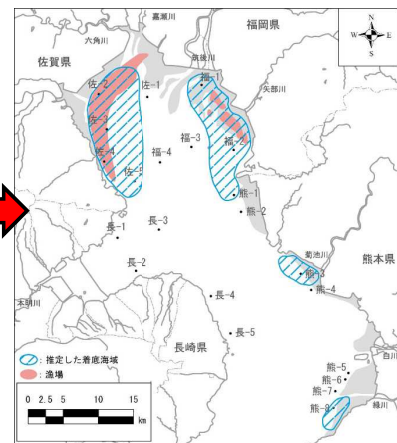 嘉瀬川
福岡県
六角川
筑後川
佐賀県
N
W E
S
福-1
矢部川
佐-2
佐-1
佐-3
福-3
福-2
佐-4
福-4
佐-5
熊-1
熊-2
長-3
長-1
菊池川
熊本県
長-2
熊-3
熊-4
本明川
長-4
長崎県
長-5
白川
熊-5
熊-6
熊-7
熊-8
緑川
：推定した着底海域
：漁場
0 2.5 5 10 15
km